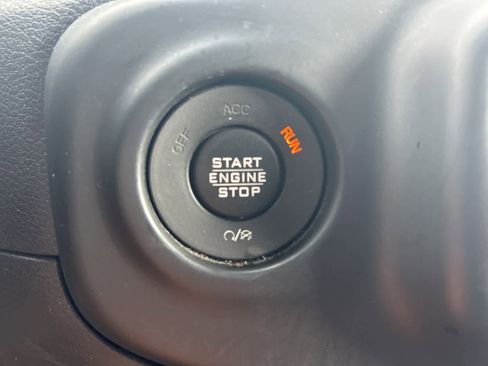 ACC
OFF
RUN
START
ENGINE
STOP